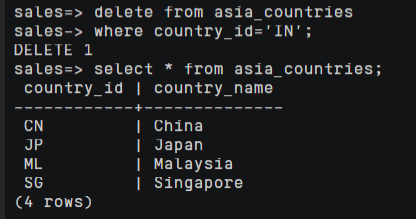 sales=> delete from asia_countries
sales-> where country_id='IN';
DELETE 1
sales=> select * from asia_countries;
 country_id | country_name
------------+--------------
 CN         | China
 JP         | Japan
 ML         | Malaysia
 SG         | Singapore
(4 rows)